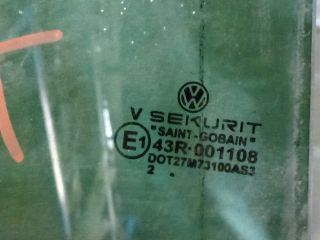 V SEKURIT
"SAINT-GOBAIN"
E1 43R-001108
DOT27M73100AS3
2 .